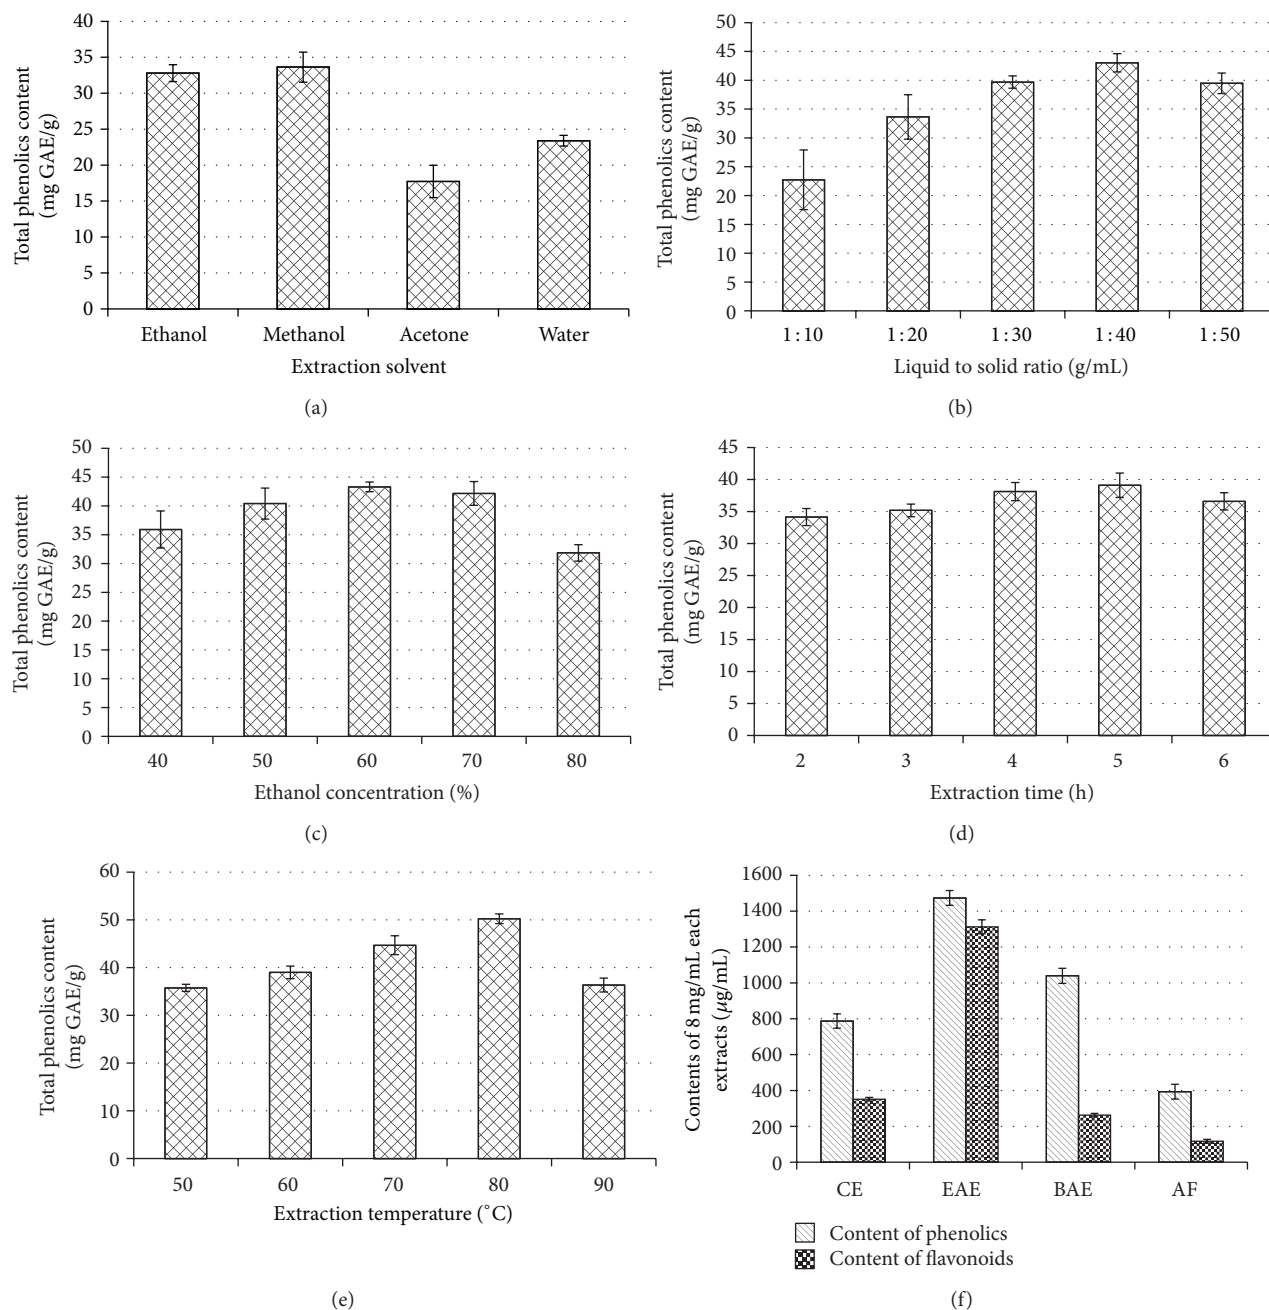 40
35
30
25
20
15
10
5
0
Total phenolics content
(mg GAE/g)
Ethanol Methanol Acetone Water
Extraction solvent
(a)
50
45
40
35
30
25
20
15
10
5
0
Total phenolics content
(mg GAE/g)
1:10 1:20 1:30 1:40 1:50
Liquid to solid ratio (g/mL)
(b)
50
45
40
35
30
25
20
15
10
5
0
Total phenolics content
(mg GAE/g)
40 50 60 70 80
Ethanol concentration (%)
(c)
45
40
35
30
25
20
15
10
5
0
Total phenolics content
(mg GAE/g)
2 3 4 5 6
Extraction time (h)
(d)
60
50
40
30
20
10
0
Total phenolics content
(mg GAE/g)
50 60 70 80 90
Extraction temperature (°C)
(e)
1600
1400
1200
1000
800
600
400
200
0
Contents of 8 mg/mL each
extracts (μg/mL)
CE EAE BAE AF
Content of phenolics
Content of flavonoids
(f)